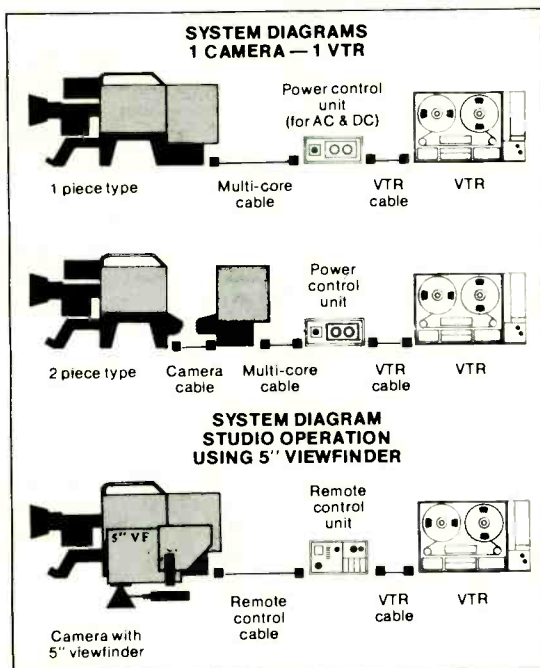 SYSTEM DIAGRAMS
1 CAMERA — 1 VTR
Power control
unit
(for AC & DC)
1 piece type
Multi-core
cable
VTR
cable
VTR
Power
control
unit
2 piece type
Camera
cable
Multi-core
cable
VTR
cable
VTR
SYSTEM DIAGRAM
STUDIO OPERATION
USING 5" VIEWFINDER
5" VF
Remote
control
unit
Camera with
5" viewfinder
Remote
control
cable
VTR
cable
VTR